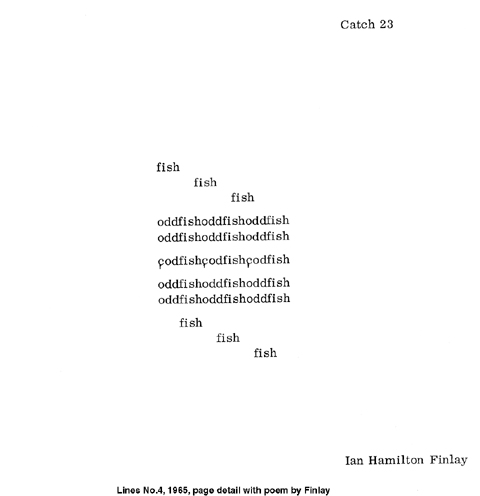 Catch 23
fish
fish
fish
oddfishoddfishoddfish
oddfishoddfishoddfish
çodfishçodfishçodfish
oddfishoddfishoddfish
oddfishoddfishoddfish
fish
fish
fish
Ian Hamilton Finlay
Lines No.4, 1965, page detail with poem by Finlay